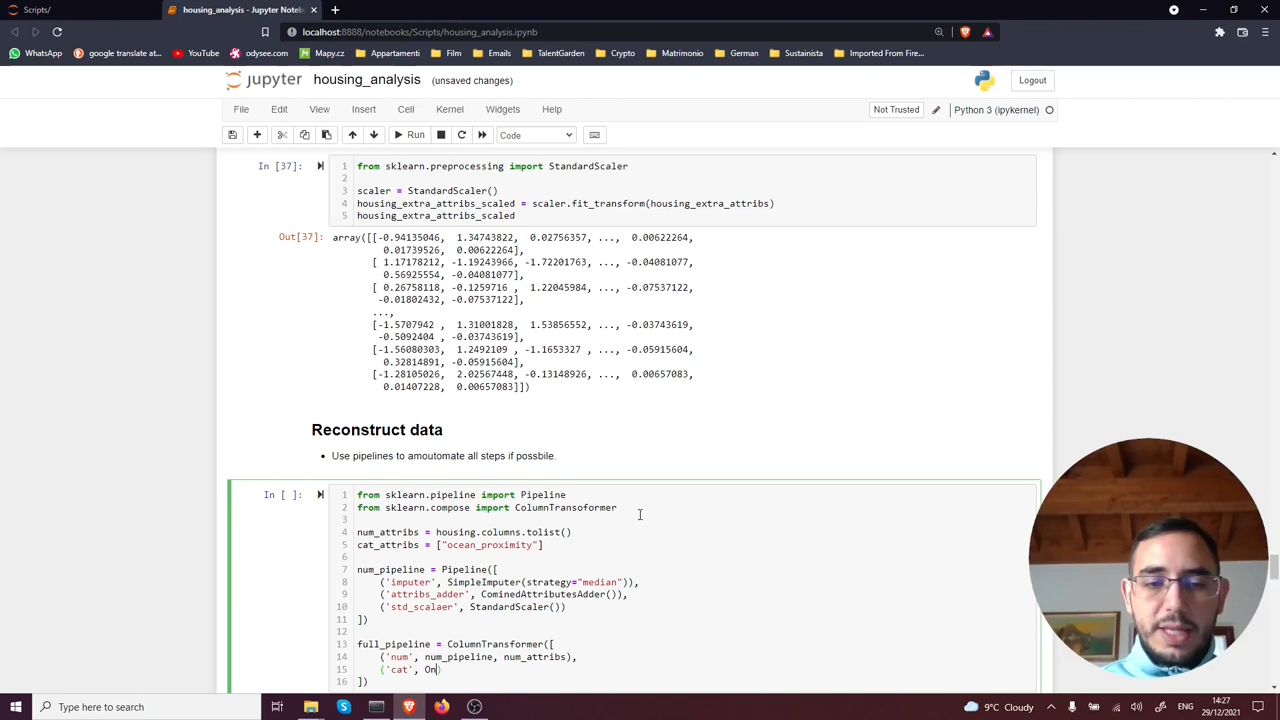 Scripts/
housing_analysis - Jupyter Noteb
localhost:8888/notebooks/Scripts/housing_analysis.ipynb
WhatsApp google translate at... YouTube odysee.com Mapy.cz Appartamenti Film Emails TalentGarden Crypto Matrimonio German Sustainista Imported From Fire...
jupyter housing_analysis (unsaved changes) Logout
File Edit View Insert Cell Kernel Widgets Help Not Trusted Python 3 (ipykernel)
Run Code
In [37]: 1 from sklearn.preprocessing import StandardScaler
2
3 scaler = StandardScaler()
4 housing_extra_attribs_scaled = scaler.fit_transform(housing_extra_attribs)
5 housing_extra_attribs_scaled
Out[37]: array([[-0.94135046, 1.34743822, 0.02756357, ..., 0.00622264,
0.01739526, 0.00622264],
[ 1.17178212, -1.19243966, -1.72201763, ..., -0.04081077,
0.56925554, -0.04081077],
[ 0.26758118, -0.1259716 , 1.22045984, ..., -0.07537122,
-0.01802432, -0.07537122],
...,
[-1.5707942 , 1.31001828, 1.53856552, ..., -0.03743619,
-0.5092404 , -0.03743619],
[-1.56080303, 1.2492109 , -1.1653327 , ..., -0.05915604,
0.32814891, -0.05915604],
[-1.28105026, 2.02567448, -0.13148926, ..., 0.00657083,
0.01407228, 0.00657083]])
Reconstruct data
• Use pipelines to amoutomate all steps if possbile.
In [ ]: 1 from sklearn.pipeline import Pipeline
2 from sklearn.compose import ColumnTransoformer
3
4 num_attribs = housing.columns.tolist()
5 cat_attribs = ["ocean_proximity"]
6
7 num_pipeline = Pipeline([
8 ('imputer', SimpleImputer(strategy="median")),
9 ('attribs_adder', CominedAttributesAdder()),
10 ('std_scalaer', StandardScaler())
11 ])
12
13 full_pipeline = ColumnTransformer([
14 ('num', num_pipeline, num_attribs),
15 ('cat', On)
16 ])
Type here to search
9°C Cloudy
14:27
29/12/2021